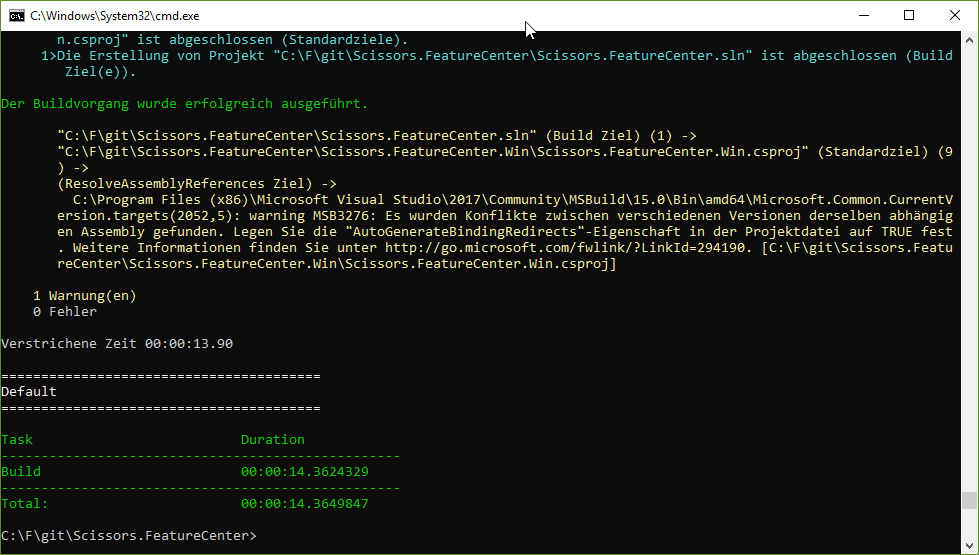 C:\Windows\System32\cmd.exe
n.csproj" ist abgeschlossen (Standardziele).
1>Die Erstellung von Projekt "C:\F\git\Scissors.FeatureCenter\Scissors.FeatureCenter.sln" ist abgeschlossen (Build
Ziel(e)).
Der Buildvorgang wurde erfolgreich ausgeführt.
"C:\F\git\Scissors.FeatureCenter\Scissors.FeatureCenter.sln" (Build Ziel) (1) ->
"C:\F\git\Scissors.FeatureCenter\Scissors.FeatureCenter.Win\Scissors.FeatureCenter.Win.csproj" (Standardziel) (9
) ->
(ResolveAssemblyReferences Ziel) ->
C:\Program Files (x86)\Microsoft Visual Studio\2017\Community\MSBuild\15.0\Bin\amd64\Microsoft.Common.CurrentV
ersion.targets(2052,5): warning MSB3276: Es wurden Konflikte zwischen verschiedenen Versionen derselben abhängig
en Assembly gefunden. Legen Sie die "AutoGenerateBindingRedirects"-Eigenschaft in der Projektdatei auf TRUE fest
. Weitere Informationen finden Sie unter http://go.microsoft.com/fwlink/?LinkId=294190. [C:\F\git\Scissors.Featu
reCenter\Scissors.FeatureCenter.Win\Scissors.FeatureCenter.Win.csproj]
1 Warnung(en)
0 Fehler
Verstrichene Zeit 00:00:13.90
========================================
Default
========================================
Task Duration
--------------------------------------------------
Build 00:00:14.3624329
--------------------------------------------------
Total: 00:00:14.3649847
C:\F\git\Scissors.FeatureCenter>